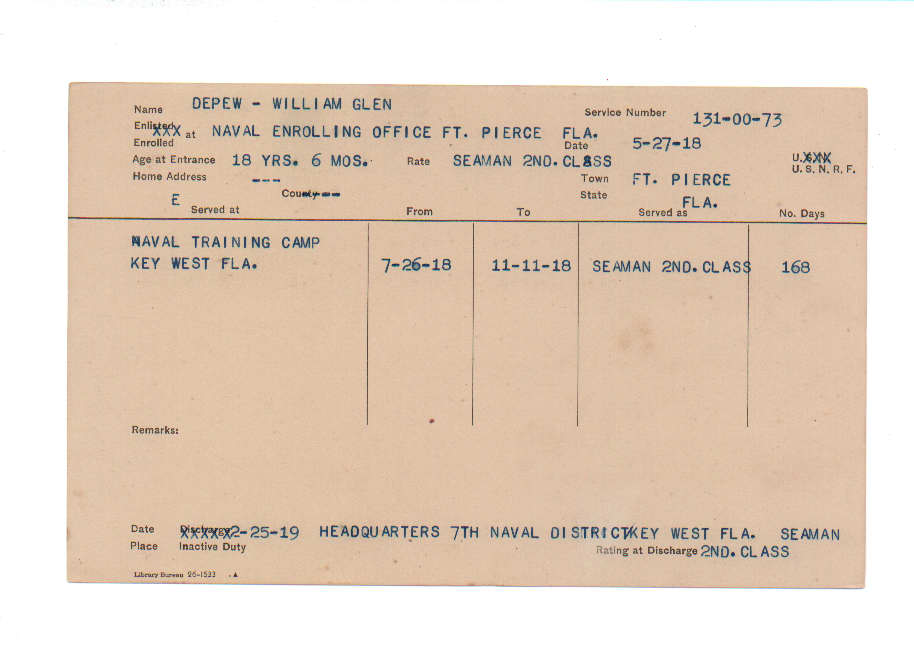 Name DEPEW - WILLIAM GLEN Service Number 131-00-73
Enlisted XXX at NAVAL ENROLLING OFFICE FT. PIERCE FLA.
Enrolled Date 5-27-18
Age at Entrance 18 YRS. 6 MOS. Rate SEAMAN 2ND. CLASS U.S.N.
U. S. N. R. F.
Home Address --- Town FT. PIERCE
E County -- State FLA.
Served at From To Served as No. Days
NAVAL TRAINING CAMP
KEY WEST FLA. 7-26-18 11-11-18 SEAMAN 2ND. CLASS 168
Remarks:
Date Discharge 2-25-19 HEADQUARTERS 7TH NAVAL DISTRICT KEY WEST FLA. SEAMAN
Place Inactive Duty Rating at Discharge 2ND. CLASS
Library Bureau 26-1523